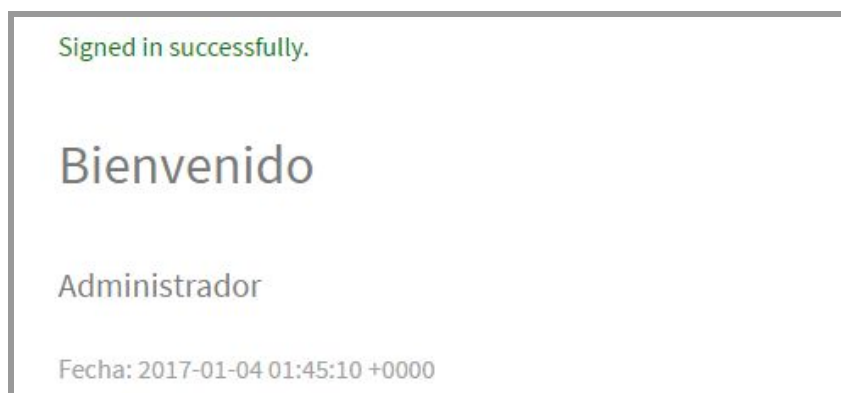 Signed in successfully.
Bienvenido
Administrador
Fecha: 2017-01-04 01:45:10 +0000